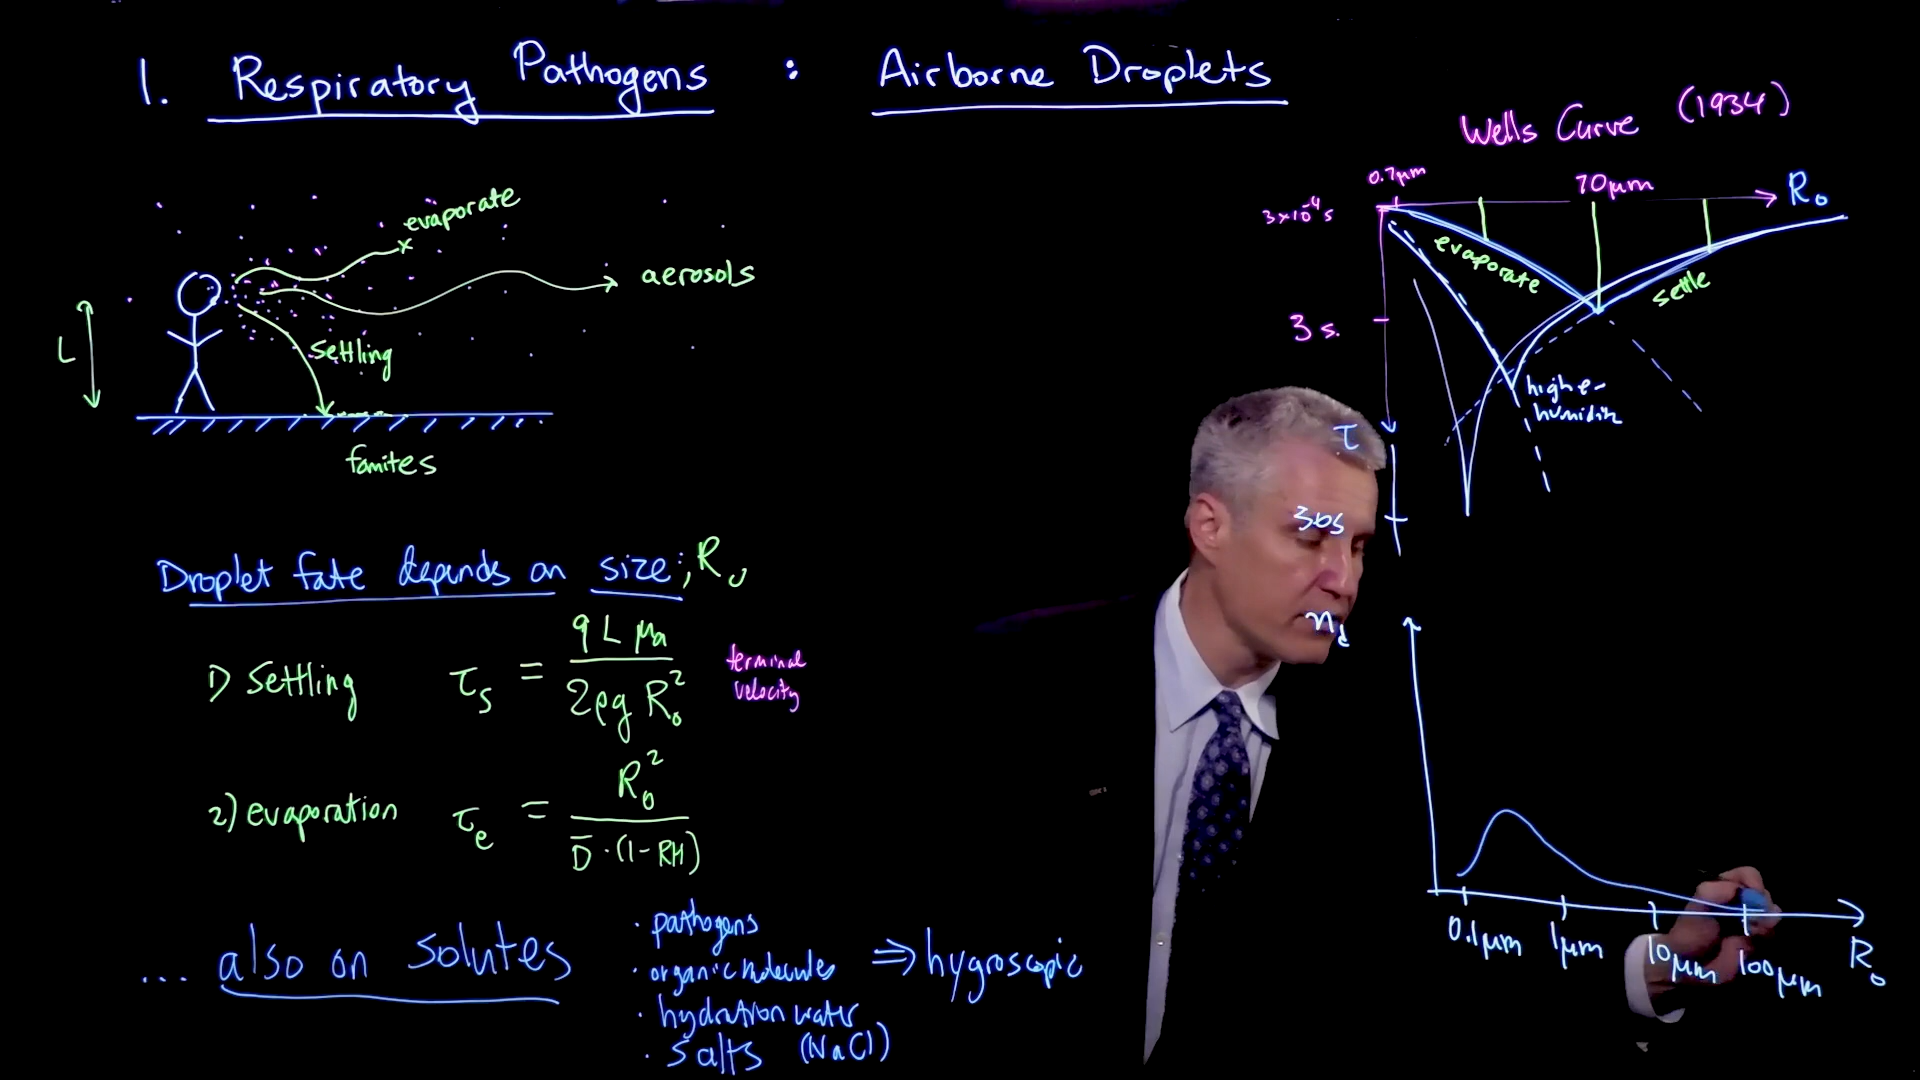 1. Respiratory Pathogens : Airborne Droplets
Wells Curve (1934)
0.7μm
70μm
R₀
3×10⁻⁴ s
evaporate
settle
3 s.
higher
humidity
τ
30s
evaporate
aerosols
L
Settling
fomites
Droplet fate depends on size; R₀
1) Settling τₛ = 9 L μₐ / 2ρg R₀²
terminal
velocity
2) evaporation τₑ = R₀² / D̅ · (1 - RH)
... also on solutes
· pathogens
· organic molecules
· hydration water
· salts (NaCl)
⇒ hygroscopic
n_d
0.1μm 1μm 10μm 100μm
R₀